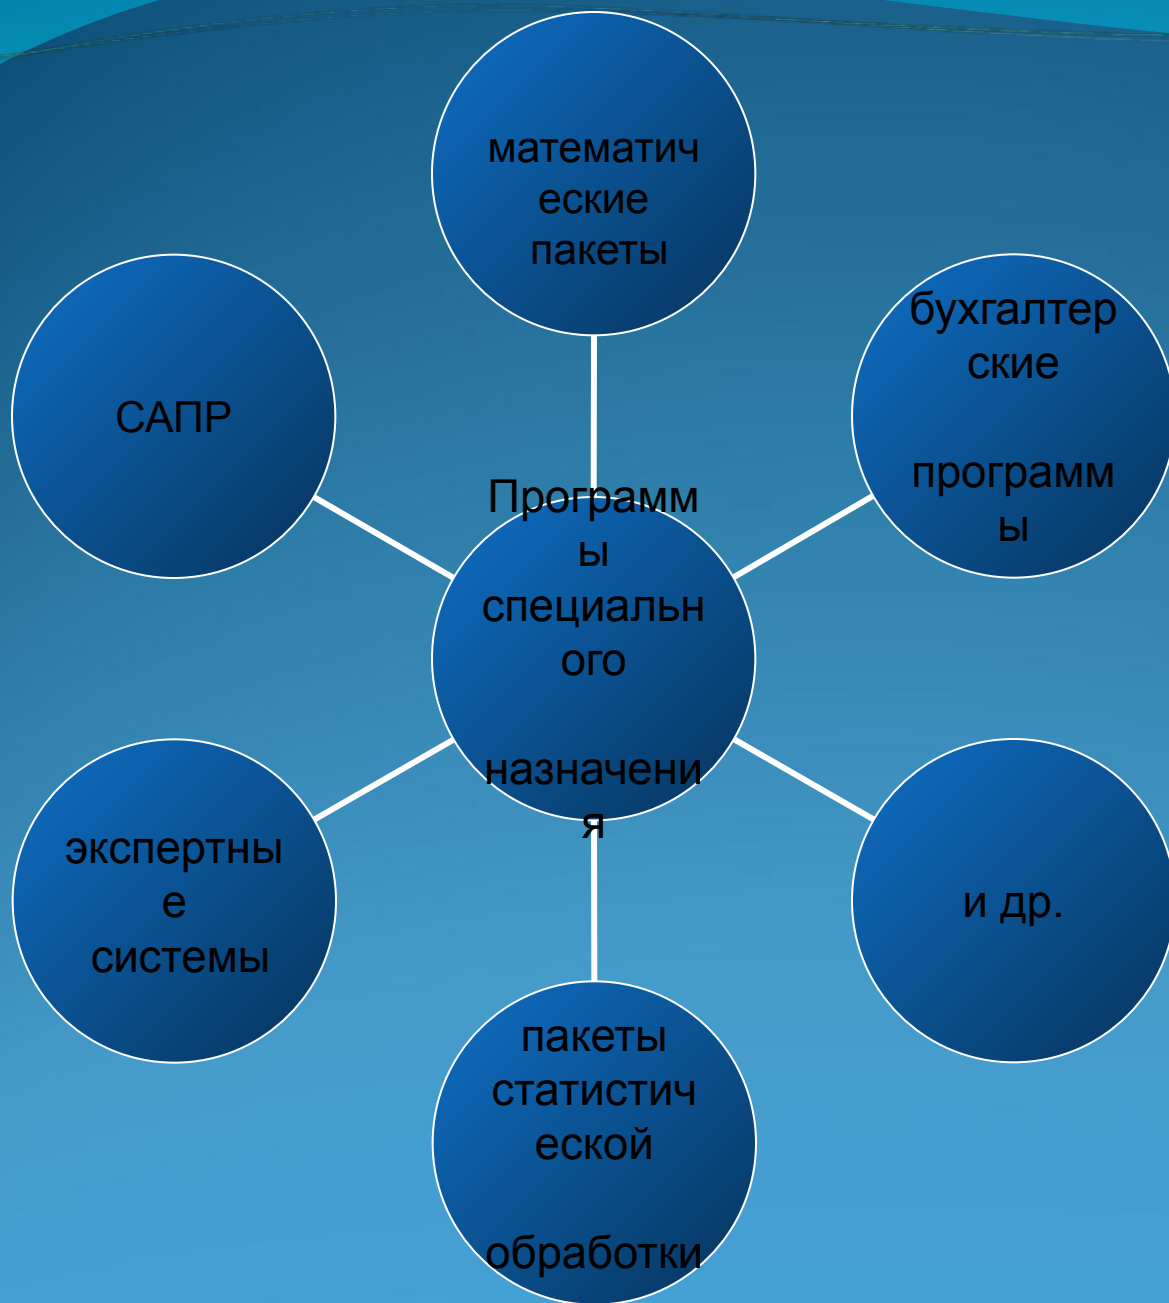 математич
еские
пакеты
бухгалтер
ские
программ
ы
САПР
Программ
ы
специальн
ого
назначени
я
экспертны
е
системы
и др.
пакеты
статистич
еской
обработки